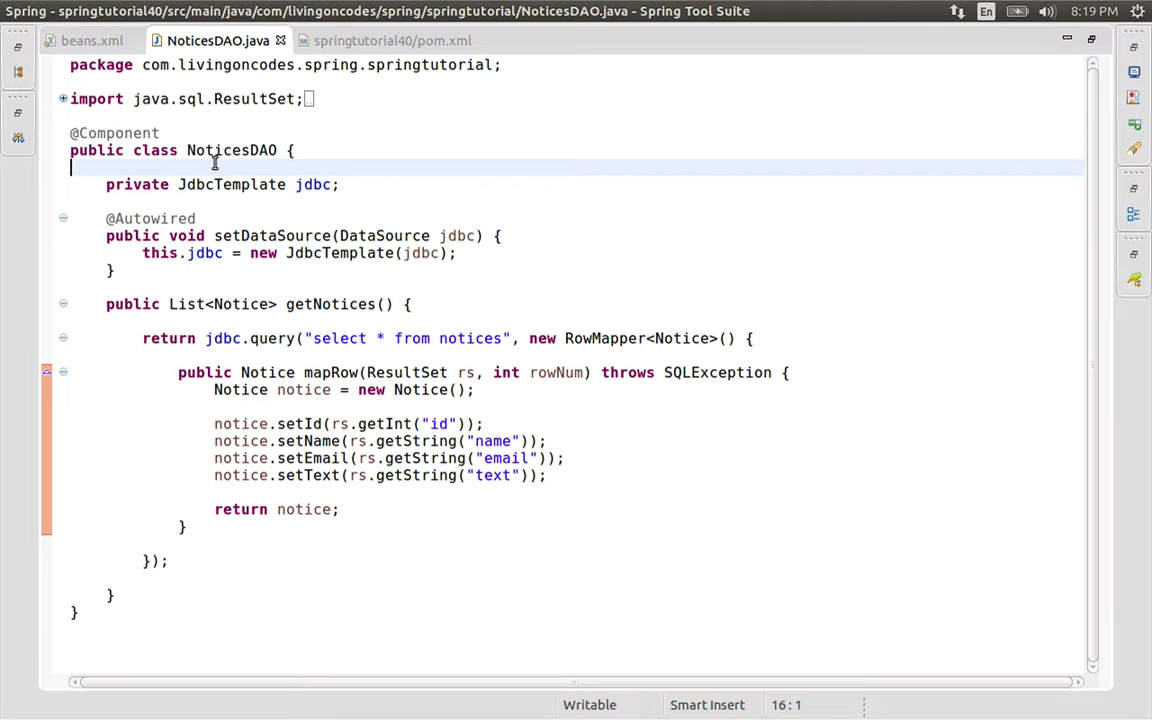 Spring - springtutorial40/src/main/java/com/livingoncodes/spring/springtutorial/NoticesDAO.java - Spring Tool Suite
En
8:19 PM
beans.xml
NoticesDAO.java
springtutorial40/pom.xml
package com.livingoncodes.spring.springtutorial;
import java.sql.ResultSet;
@Component
public class NoticesDAO {
private JdbcTemplate jdbc;
@Autowired
public void setDataSource(DataSource jdbc) {
this.jdbc = new JdbcTemplate(jdbc);
}
public List<Notice> getNotices() {
return jdbc.query("select * from notices", new RowMapper<Notice>() {
public Notice mapRow(ResultSet rs, int rowNum) throws SQLException {
Notice notice = new Notice();
notice.setId(rs.getInt("id"));
notice.setName(rs.getString("name"));
notice.setEmail(rs.getString("email"));
notice.setText(rs.getString("text"));
return notice;
}
});
}
}
Writable
Smart Insert
16 : 1